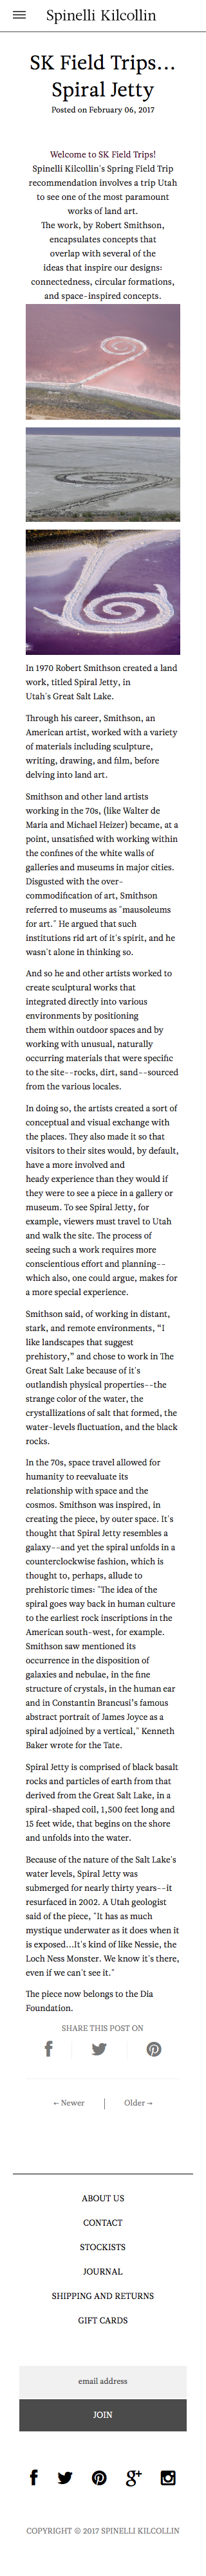 Spinelli Kilcollin
SK Field Trips...
Spiral Jetty
Posted on February 06, 2017
Welcome to SK Field Trips!
Spinelli Kilcollin's Spring Field Trip
recommendation involves a trip Utah
to see one of the most paramount
works of land art.
The work, by Robert Smithson,
encapsulates concepts that
overlap with several of the
ideas that inspire our designs:
connectedness, circular formations,
and space-inspired concepts.
In 1970 Robert Smithson created a land
work, titled Spiral Jetty, in
Utah's Great Salt Lake.
Through his career, Smithson, an
American artist, worked with a variety
of materials including sculpture,
writing, drawing, and film, before
delving into land art.
Smithson and other land artists
working in the 70s, (like Walter de
Maria and Michael Heizer) became, at a
point, unsatisfied with working within
the confines of the white walls of
galleries and museums in major cities.
Disgusted with the over-
commodification of art, Smithson
referred to museums as "mausoleums
for art." He argued that such
institutions rid art of it's spirit, and he
wasn't alone in thinking so.
And so he and other artists worked to
create sculptural works that
integrated directly into various
environments by positioning
them within outdoor spaces and by
working with unusual, naturally
occurring materials that were specific
to the site--rocks, dirt, sand--sourced
from the various locales.
In doing so, the artists created a sort of
conceptual and visual exchange with
the places. They also made it so that
visitors to their sites would, by default,
have a more involved and
heady experience than they would if
they were to see a piece in a gallery or
museum. To see Spiral Jetty, for
example, viewers must travel to Utah
and walk the site. The process of
seeing such a work requires more
conscientious effort and planning--
which also, one could argue, makes for
a more special experience.
Smithson said, of working in distant,
stark, and remote environments, “I
like landscapes that suggest
prehistory,” and chose to work in The
Great Salt Lake because of it's
outlandish physical properties--the
strange color of the water, the
crystallizations of salt that formed, the
water-levels fluctuation, and the black
rocks.
In the 70s, space travel allowed for
humanity to reevaluate its
relationship with space and the
cosmos. Smithson was inspired, in
creating the piece, by outer space. It's
thought that Spiral Jetty resembles a
galaxy--and yet the spiral unfolds in a
counterclockwise fashion, which is
thought to, perhaps, allude to
prehistoric times: "The idea of the
spiral goes way back in human culture
to the earliest rock inscriptions in the
American south-west, for example.
Smithson saw mentioned its
occurrence in the disposition of
galaxies and nebulae, in the fine
structure of crystals, in the human ear
and in Constantin Brancusi's famous
abstract portrait of James Joyce as a
spiral adjoined by a vertical," Kenneth
Baker wrote for the Tate.
Spiral Jetty is comprised of black basalt
rocks and particles of earth from that
derived from the Great Salt Lake, in a
spiral-shaped coil, 1,500 feet long and
15 feet wide, that begins on the shore
and unfolds into the water.
Because of the nature of the Salt Lake's
water levels, Spiral Jetty was
submerged for nearly thirty years--it
resurfaced in 2002. A Utah geologist
said of the piece, "It has as much
mystique underwater as it does when it
is exposed...It's kind of like Nessie, the
Loch Ness Monster. We know it's there,
even if we can't see it."
The piece now belongs to the Dia
Foundation.
SHARE THIS POST ON
← Newer | Older →
ABOUT US
CONTACT
STOCKISTS
JOURNAL
SHIPPING AND RETURNS
GIFT CARDS
email address
JOIN
COPYRIGHT © 2017 SPINELLI KILCOLLIN